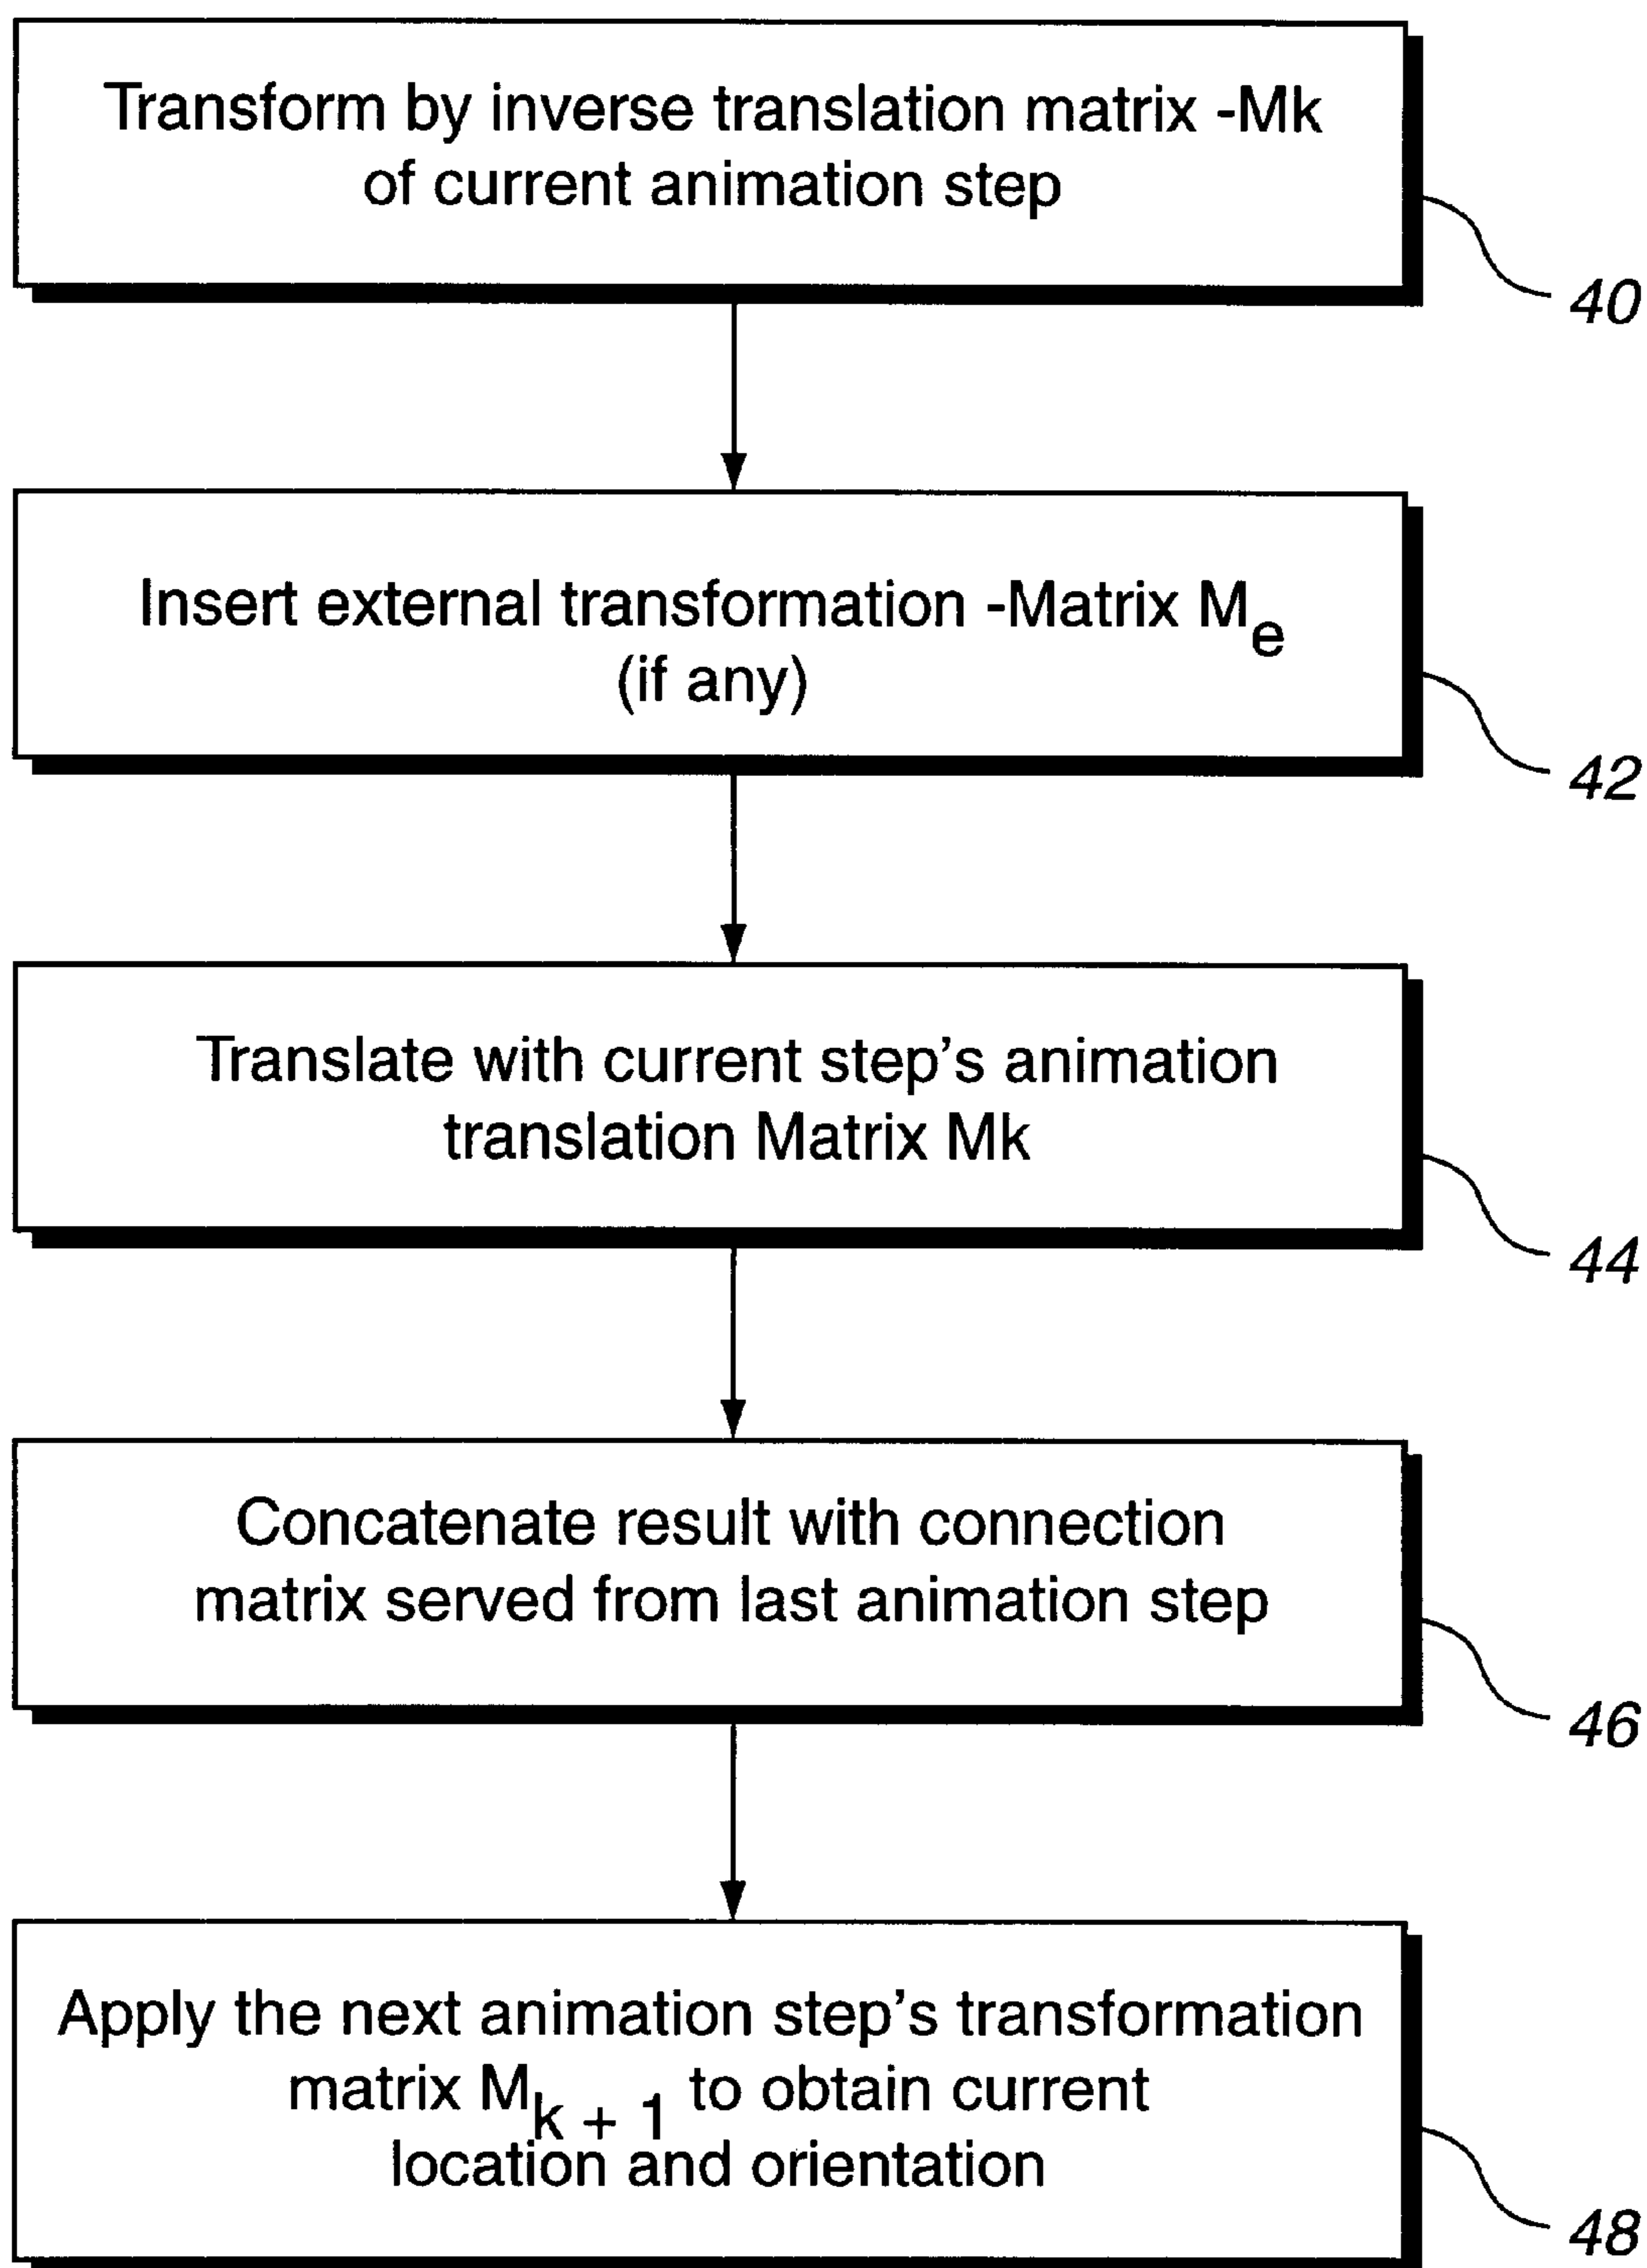 Transform by inverse translation matrix -Mk
of current animation step
40
Insert external transformation -Matrix Me
(if any)
42
Translate with current step's animation
translation Matrix Mk
44
Concatenate result with connection
matrix served from last animation step
46
Apply the next animation step's transformation
matrix Mk + 1 to obtain current
location and orientation
48